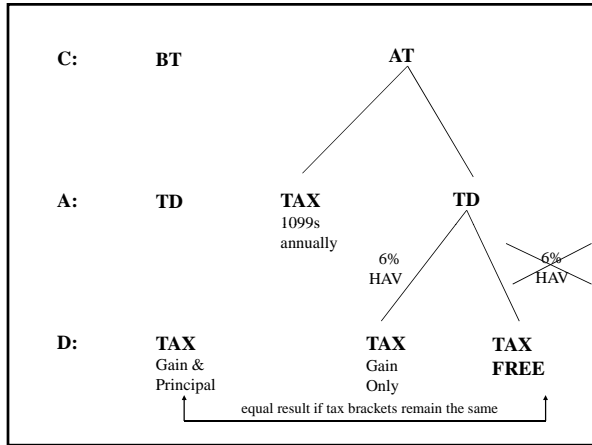 C: BT AT
A: TD TAX TD
1099s
annually
6%
HAV
6%
HAV
D: TAX TAX TAX
Gain & Gain FREE
Principal Only
equal result if tax brackets remain the same